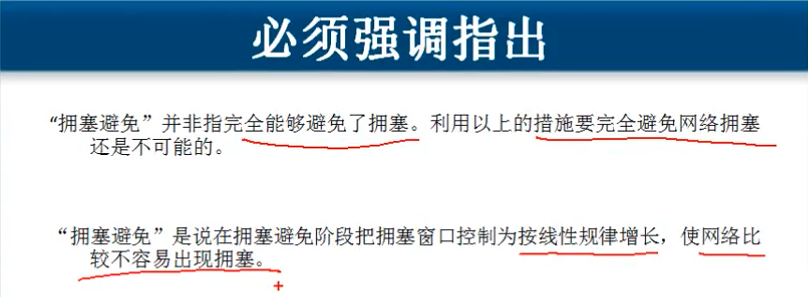 必须强调指出
“拥塞避免”并非指完全能够避免了拥塞。利用以上的措施要完全避免网络拥塞
还是不可能的。
“拥塞避免”是说在拥塞避免阶段把拥塞窗口控制为按线性规律增长，使网络比
较不容易出现拥塞。